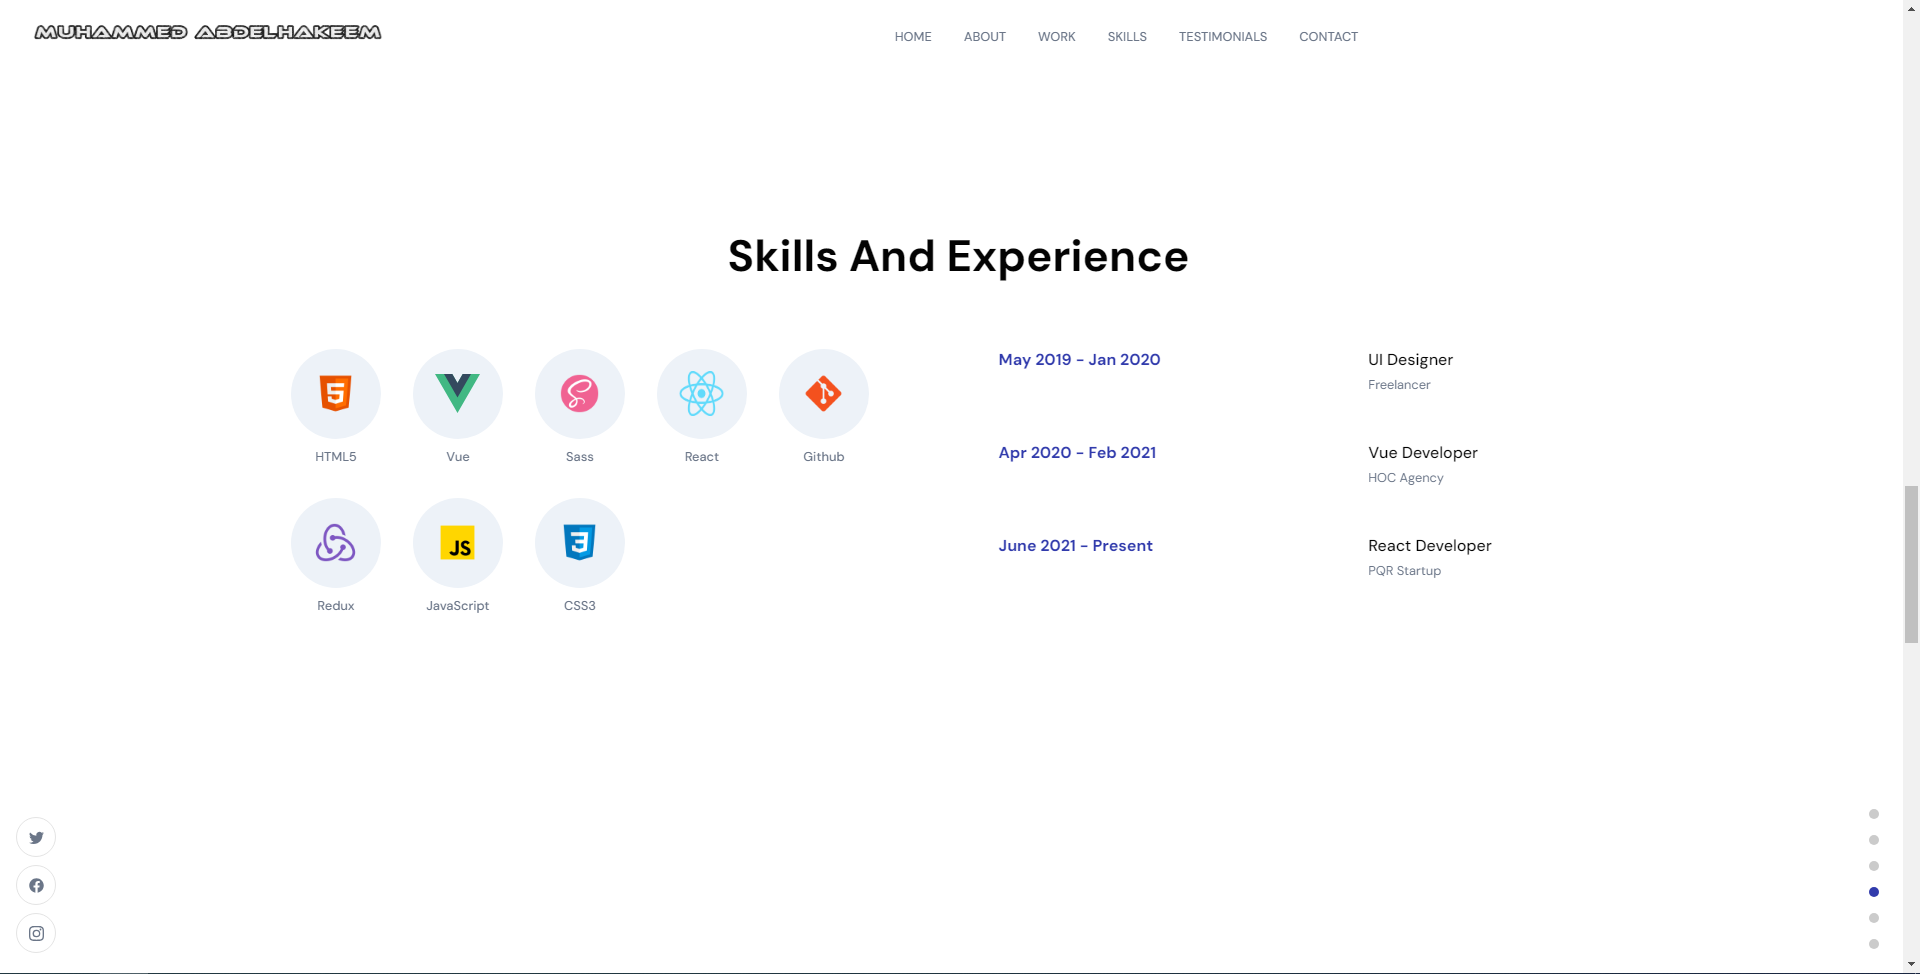 MUHAMMED ABDELHAKEEM
HOME ABOUT WORK SKILLS TESTIMONIALS CONTACT
Skills And Experience
HTML5 Vue Sass React Github
JS
Redux JavaScript CSS3
May 2019 - Jan 2020 UI Designer
Freelancer
Apr 2020 - Feb 2021 Vue Developer
HOC Agency
June 2021 - Present React Developer
PQR Startup